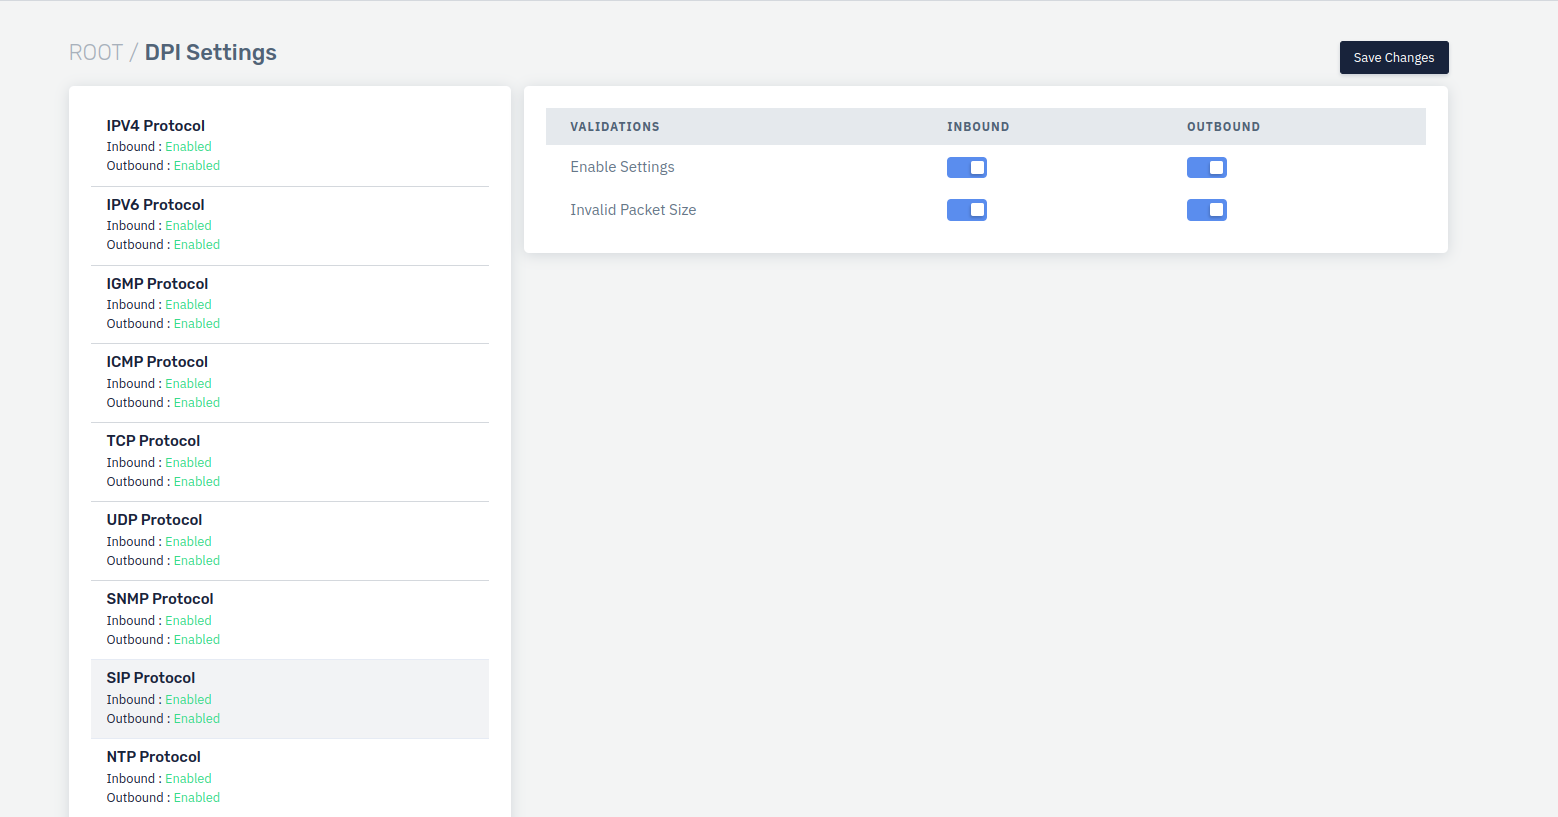 ROOT / DPI Settings
Save Changes
IPV4 Protocol
Inbound : Enabled
Outbound : Enabled
IPV6 Protocol
Inbound : Enabled
Outbound : Enabled
IGMP Protocol
Inbound : Enabled
Outbound : Enabled
ICMP Protocol
Inbound : Enabled
Outbound : Enabled
TCP Protocol
Inbound : Enabled
Outbound : Enabled
UDP Protocol
Inbound : Enabled
Outbound : Enabled
SNMP Protocol
Inbound : Enabled
Outbound : Enabled
SIP Protocol
Inbound : Enabled
Outbound : Enabled
NTP Protocol
Inbound : Enabled
Outbound : Enabled
VALIDATIONS INBOUND OUTBOUND
Enable Settings
Invalid Packet Size